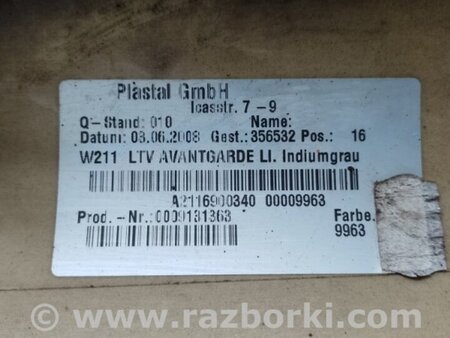 Plastal GmbH
Icasstr. 7-9
Q-Stand: 010 Name:
Datum: 03.06.2008 Gest.: 356532 Pos.: 16
W211 LTV AVANTGARDE LI. Indiumgrau
A2116900340 00009963
Prod.-Nr.:0009131363 Farbe.
9963
www.razborki.com